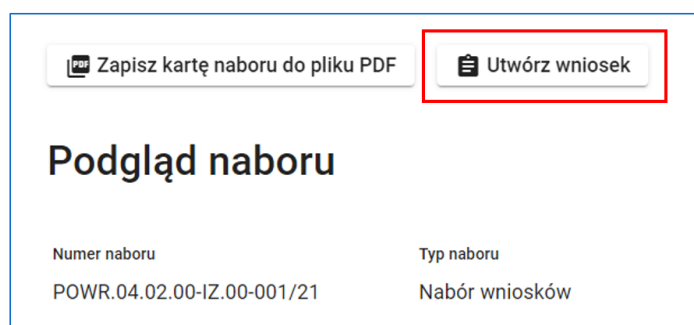 PDF Zapisz kartę naboru do pliku PDF
Utwórz wniosek
Podgląd naboru
Numer naboru
Typ naboru
POWR.04.02.00-IZ.00-001/21
Nabór wniosków